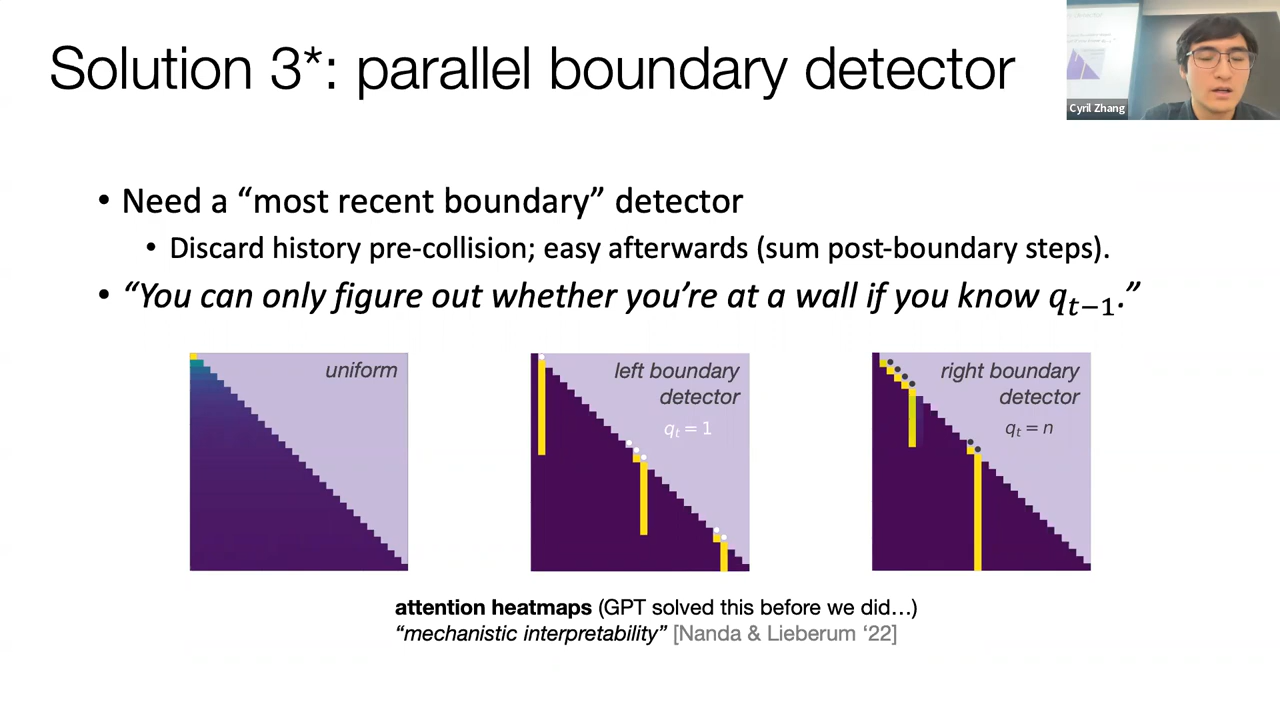 Solution 3*: parallel boundary detector
Cyril Zhang
• Need a “most recent boundary” detector
• Discard history pre-collision; easy afterwards (sum post-boundary steps).
• “You can only figure out whether you’re at a wall if you know qₜ₋₁.”
uniform
left boundary
detector
qₜ = 1
right boundary
detector
qₜ = n
attention heatmaps (GPT solved this before we did…)
“mechanistic interpretability” [Nanda & Lieberum ‘22]